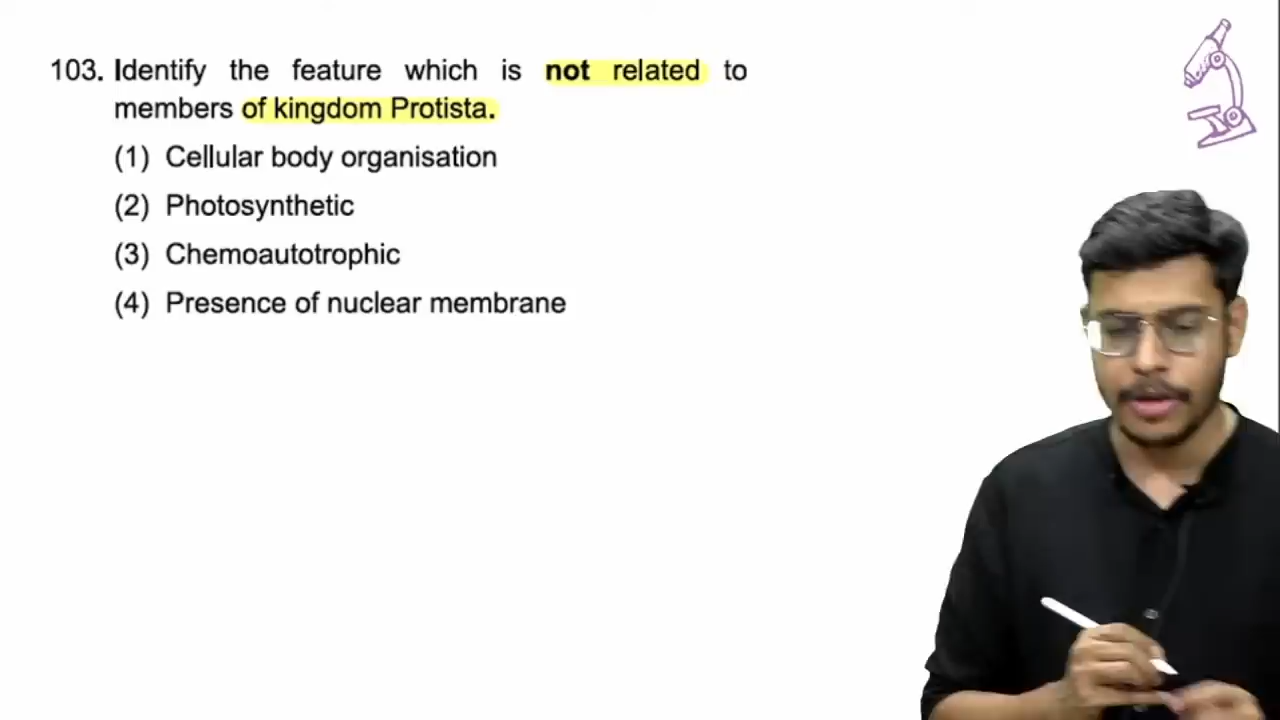 103. Identify the feature which is not related to
members of kingdom Protista.
(1) Cellular body organisation
(2) Photosynthetic
(3) Chemoautotrophic
(4) Presence of nuclear membrane